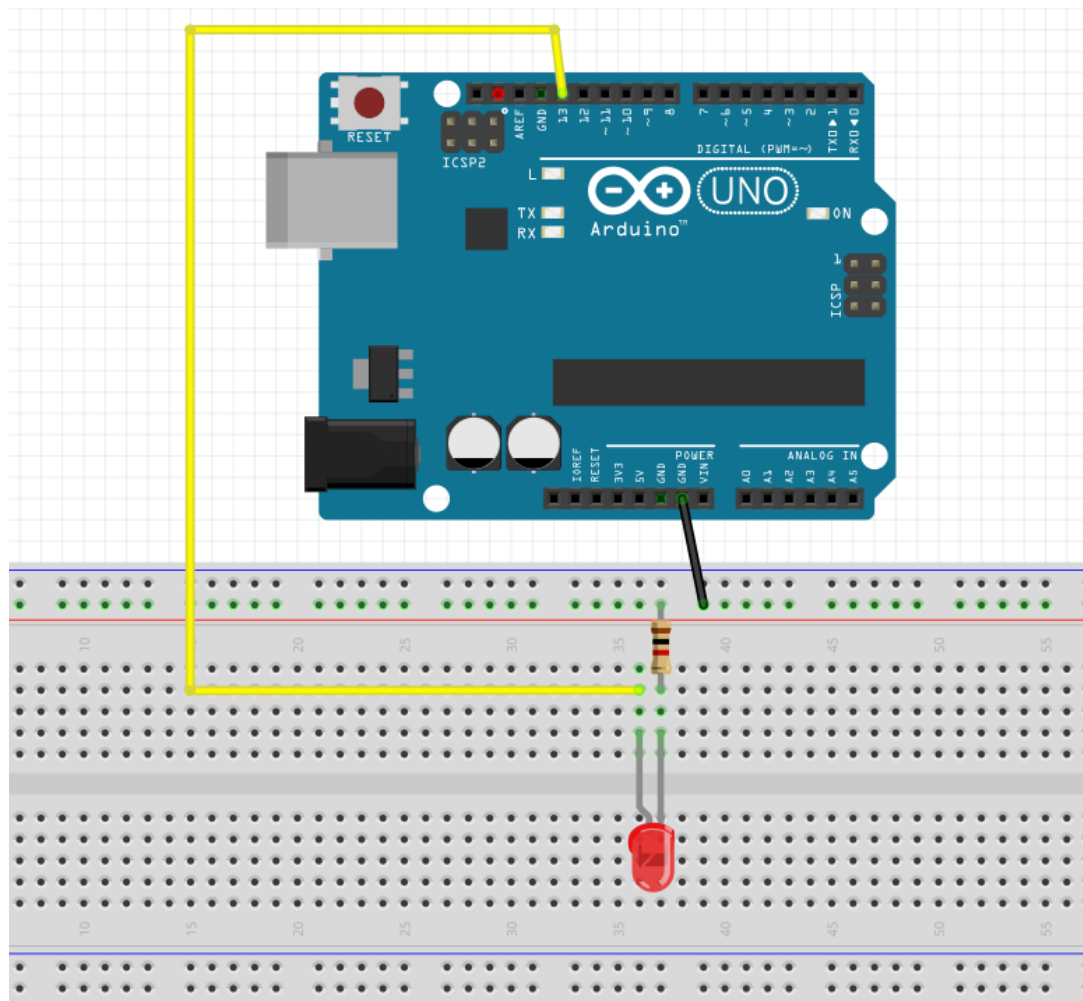 RESET
ICSP2
AREF
GND
13
12
~11
~10
~9
8
7
~6
~5
4
~3
2
TX0▶1
RX0◀0
DIGITAL (PWM=~)
L
TX
RX
UNO
Arduino™
ON
1
ICSP
POWER
ANALOG IN
IOREF
RESET
3V3
5V
GND
GND
VIN
A0
A1
A2
A3
A4
A5
10
15
20
25
30
35
40
45
50
55
10
15
20
25
30
35
40
45
50
55